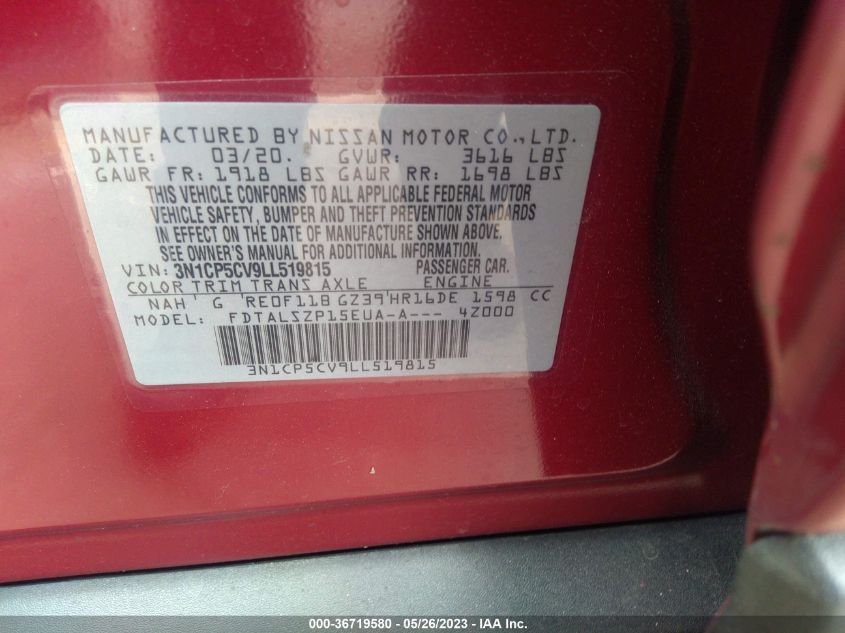 MANUFACTURED BY NISSAN MOTOR CO., LTD.
DATE: 03/20. GVWR: 3616 LBS
GAWR FR: 1918 LBS GAWR RR: 1698 LBS
THIS VEHICLE CONFORMS TO ALL APPLICABLE FEDERAL MOTOR
VEHICLE SAFETY, BUMPER AND THEFT PREVENTION STANDARDS
IN EFFECT ON THE DATE OF MANUFACTURE SHOWN ABOVE.
SEE OWNER'S MANUAL FOR ADDITIONAL INFORMATION.
VIN: 3N1CP5CV9LL519815 PASSENGER CAR.
COLOR TRIM TRANS AXLE ENGINE
NAH G RE0F11B GZ39 HR16DE 1598 CC
MODEL: FDTALSZP15EUA-A--- 4Z000
3N1CP5CV9LL519815
000-36719580 / 05/26/2023 / © IAA Inc.